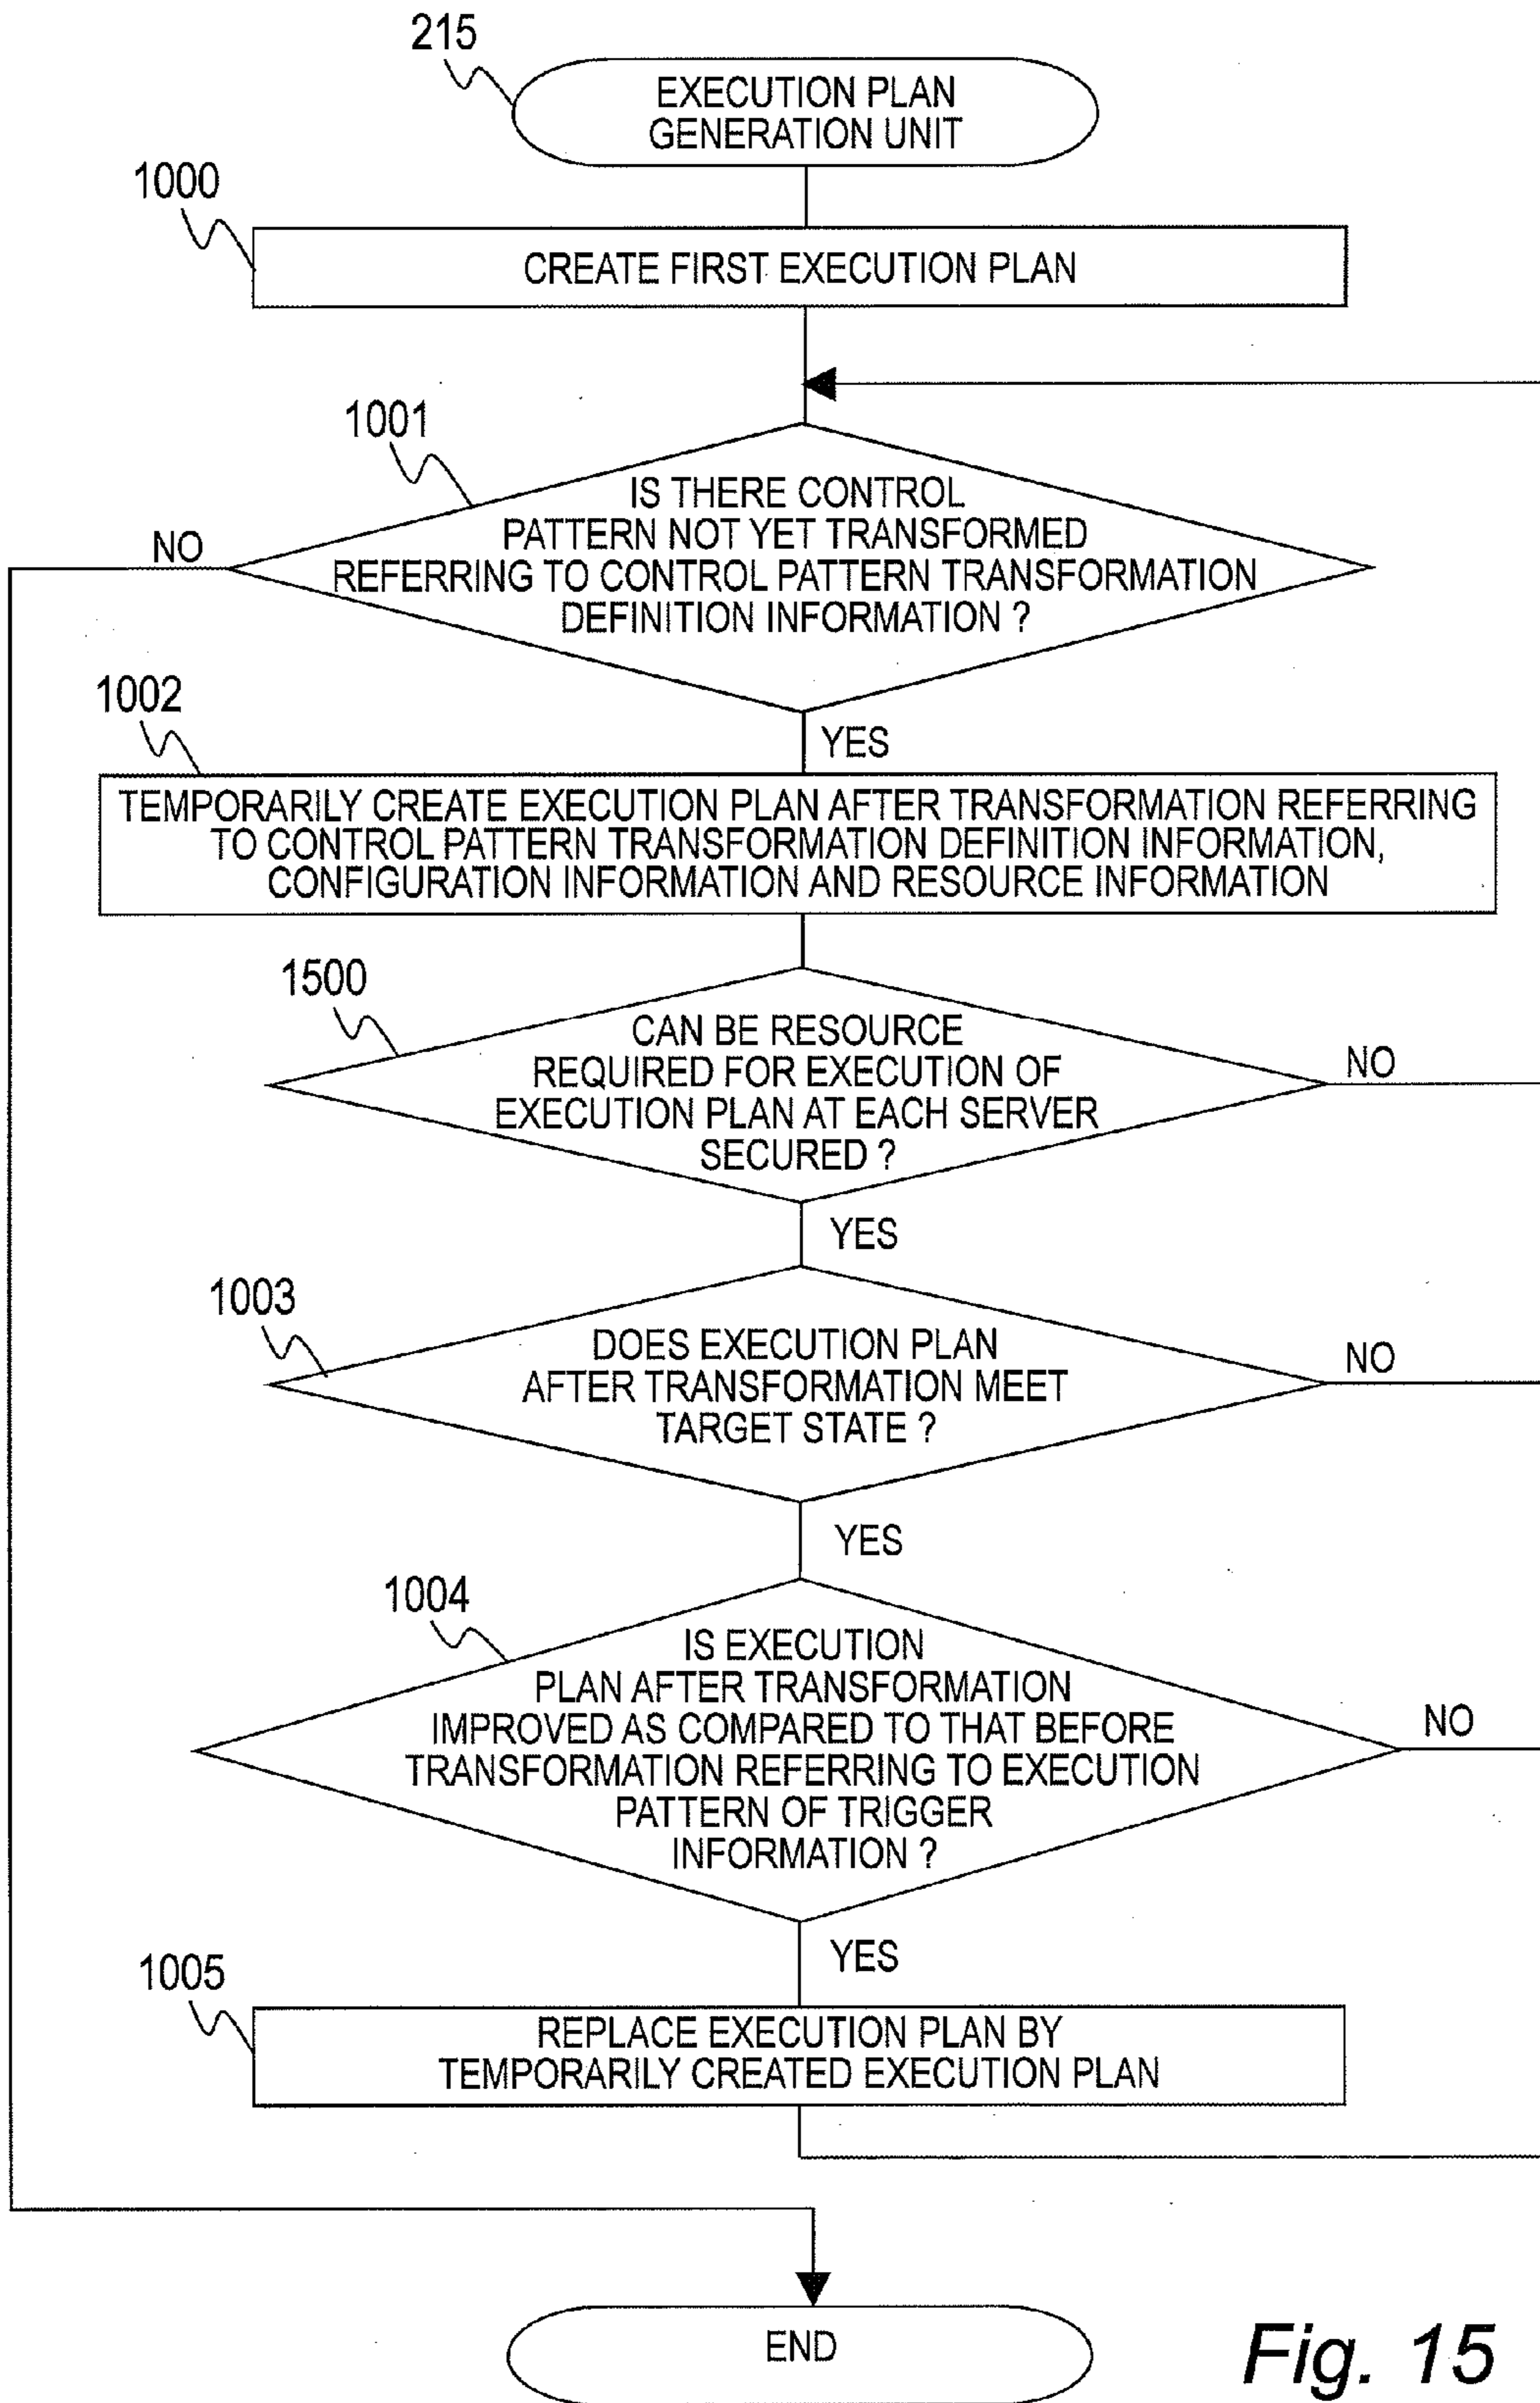 215
EXECUTION PLAN
GENERATION UNIT
1000
CREATE FIRST EXECUTION PLAN
1001
IS THERE CONTROL
PATTERN NOT YET TRANSFORMED
REFERRING TO CONTROL PATTERN TRANSFORMATION
DEFINITION INFORMATION ?
NO
YES
1002
TEMPORARILY CREATE EXECUTION PLAN AFTER TRANSFORMATION REFERRING
TO CONTROL PATTERN TRANSFORMATION DEFINITION INFORMATION,
CONFIGURATION INFORMATION AND RESOURCE INFORMATION
1500
CAN BE RESOURCE
REQUIRED FOR EXECUTION OF
EXECUTION PLAN AT EACH SERVER
SECURED ?
NO
YES
1003
DOES EXECUTION PLAN
AFTER TRANSFORMATION MEET
TARGET STATE ?
NO
YES
1004
IS EXECUTION
PLAN AFTER TRANSFORMATION
IMPROVED AS COMPARED TO THAT BEFORE
TRANSFORMATION REFERRING TO EXECUTION
PATTERN OF TRIGGER
INFORMATION ?
NO
YES
1005
REPLACE EXECUTION PLAN BY
TEMPORARILY CREATED EXECUTION PLAN
END
Fig. 15